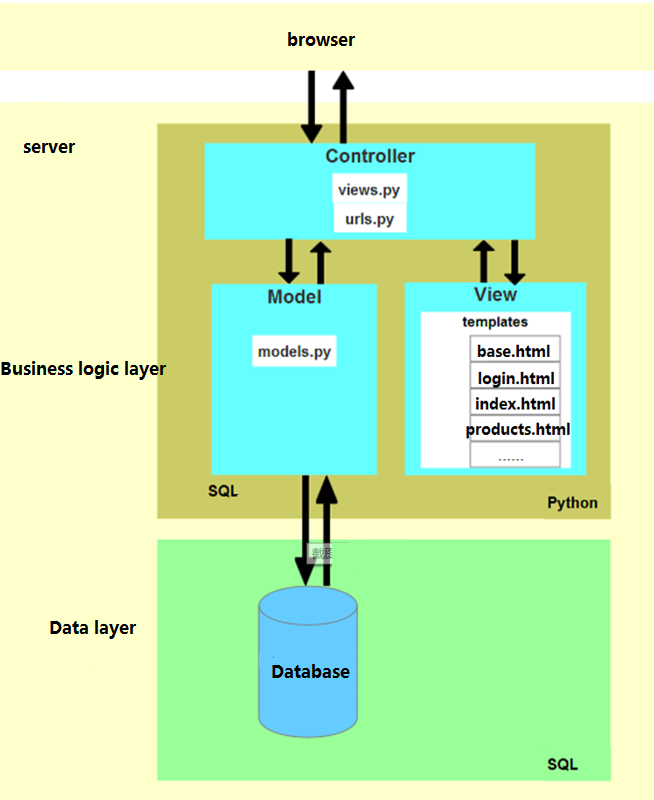 browser
server
Controller
views.py
urls.py
Model
View
templates
models.py
base.html
login.html
index.html
products.html
......
Business logic layer
SQL
Python
Data layer
Database
SQL